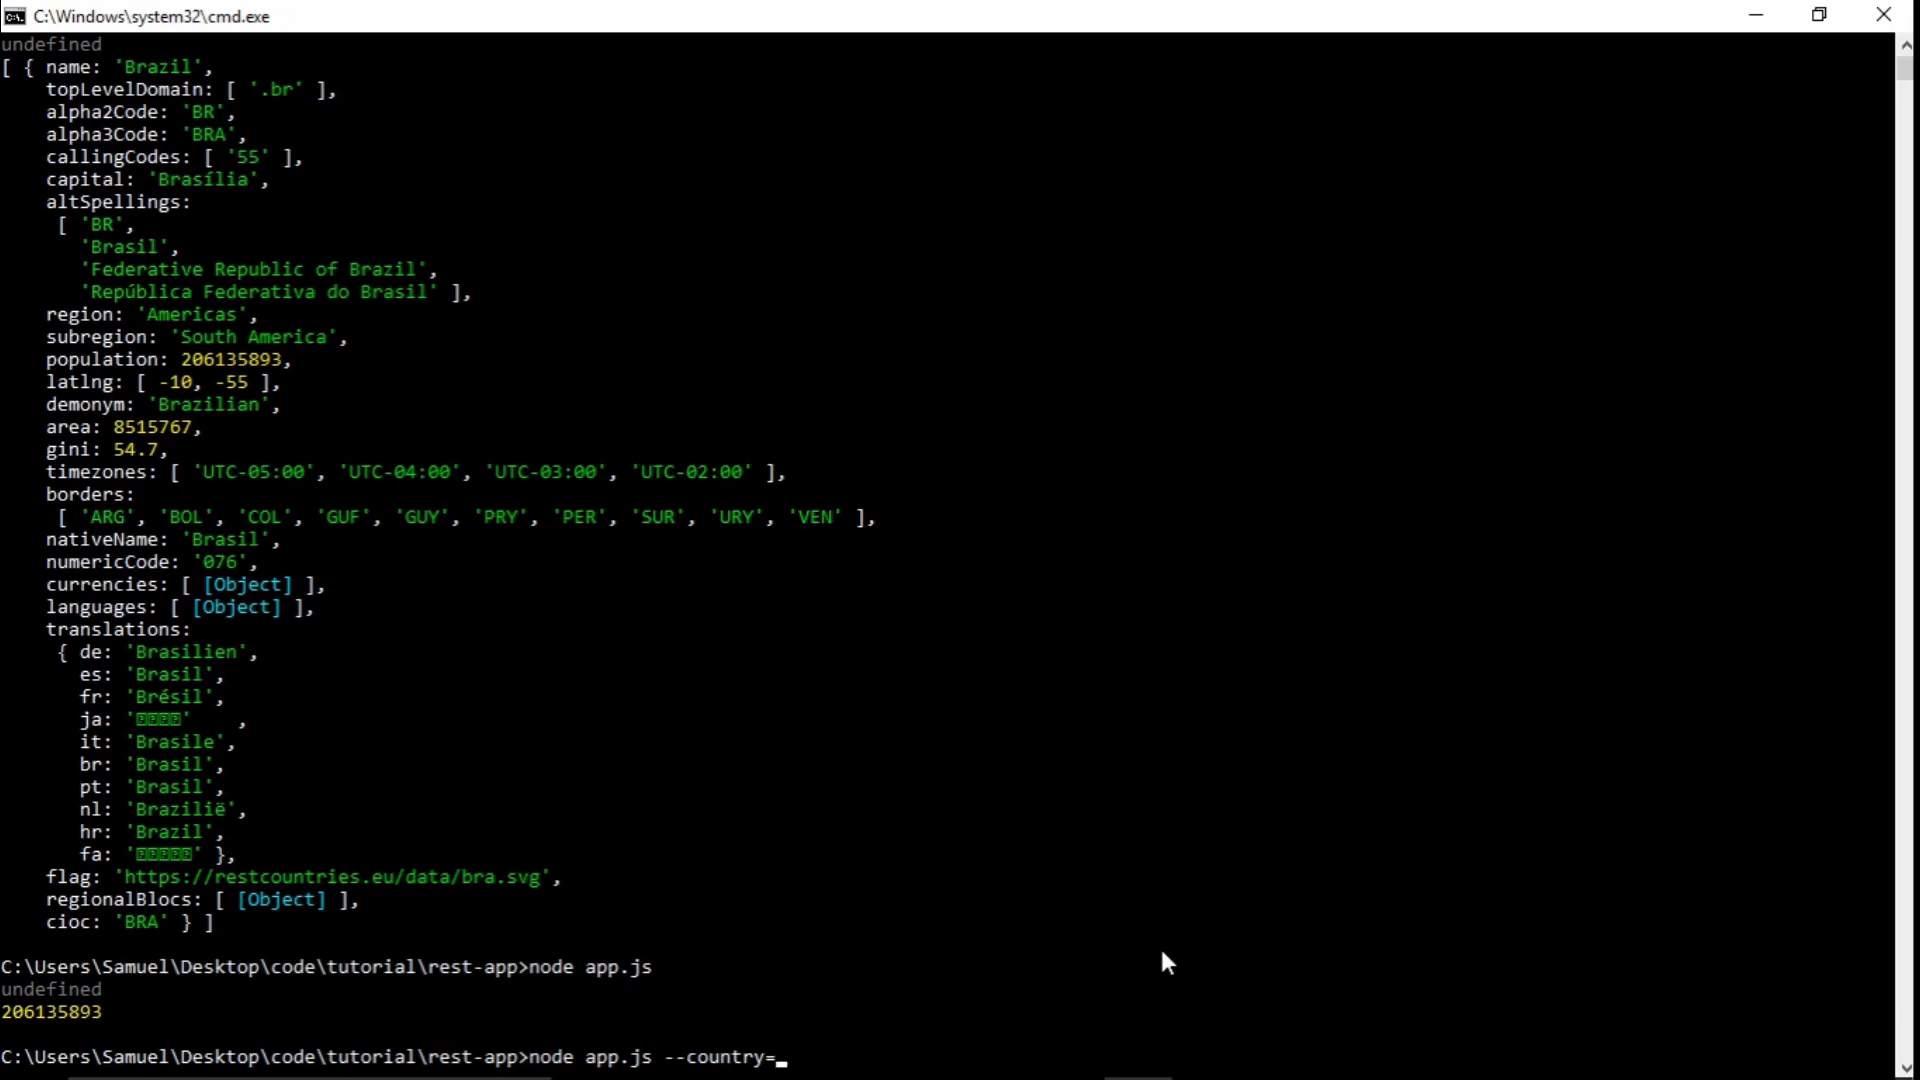 C:\Windows\system32\cmd.exe
undefined
[ { name: 'Brazil',
topLevelDomain: [ '.br' ],
alpha2Code: 'BR',
alpha3Code: 'BRA',
callingCodes: [ '55' ],
capital: 'Brasília',
altSpellings:
[ 'BR',
'Brasil',
'Federative Republic of Brazil',
'República Federativa do Brasil' ],
region: 'Americas',
subregion: 'South America',
population: 206135893,
latlng: [ -10, -55 ],
demonym: 'Brazilian',
area: 8515767,
gini: 54.7,
timezones: [ 'UTC-05:00', 'UTC-04:00', 'UTC-03:00', 'UTC-02:00' ],
borders:
[ 'ARG', 'BOL', 'COL', 'GUF', 'GUY', 'PRY', 'PER', 'SUR', 'URY', 'VEN' ],
nativeName: 'Brasil',
numericCode: '076',
currencies: [ [Object] ],
languages: [ [Object] ],
translations:
{ de: 'Brasilien',
es: 'Brasil',
fr: 'Brésil',
ja: '????' ,
it: 'Brasile',
br: 'Brasil',
pt: 'Brasil',
nl: 'Brazilië',
hr: 'Brazil',
fa: '?????' },
flag: 'https://restcountries.eu/data/bra.svg',
regionalBlocs: [ [Object] ],
cioc: 'BRA' } ]
C:\Users\Samuel\Desktop\code\tutorial\rest-app>node app.js
undefined
206135893
C:\Users\Samuel\Desktop\code\tutorial\rest-app>node app.js --country=_